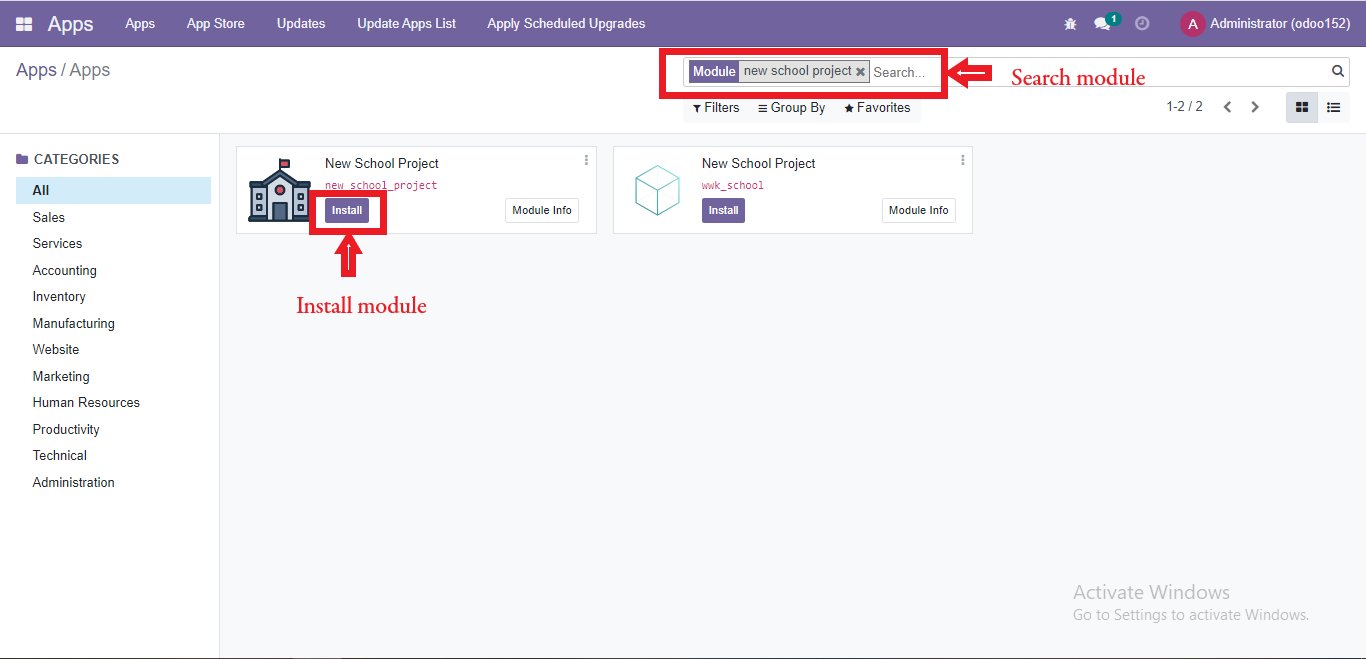 Apps Apps App Store Updates Update Apps List Apply Scheduled Upgrades 1 A Administrator (odoo152)
Apps / Apps
Module new school project Search...
Search module
Filters Group By Favorites
1-2 / 2
CATEGORIES
All
Sales
Services
Accounting
Inventory
Manufacturing
Website
Marketing
Human Resources
Productivity
Technical
Administration
New School Project
new_school_project
Install Module Info
New School Project
wwk_school
Install Module Info
Install module
Activate Windows
Go to Settings to activate Windows.